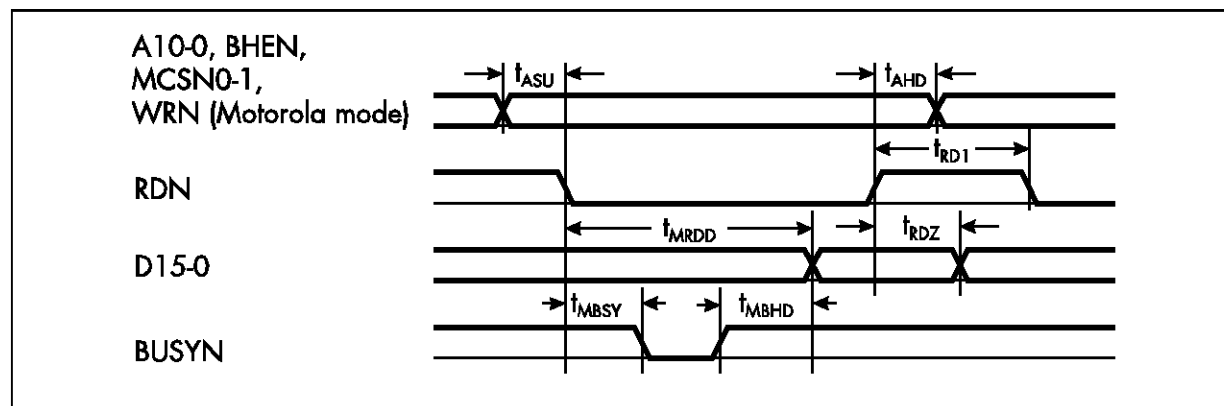 A10-0, BHEN,
MCSN0-1,
WRN (Motorola mode)
tASU
tAHD
tRD1
RDN
tMRDD
tRDZ
D15-0
tMBSY
tMBHD
BUSYN